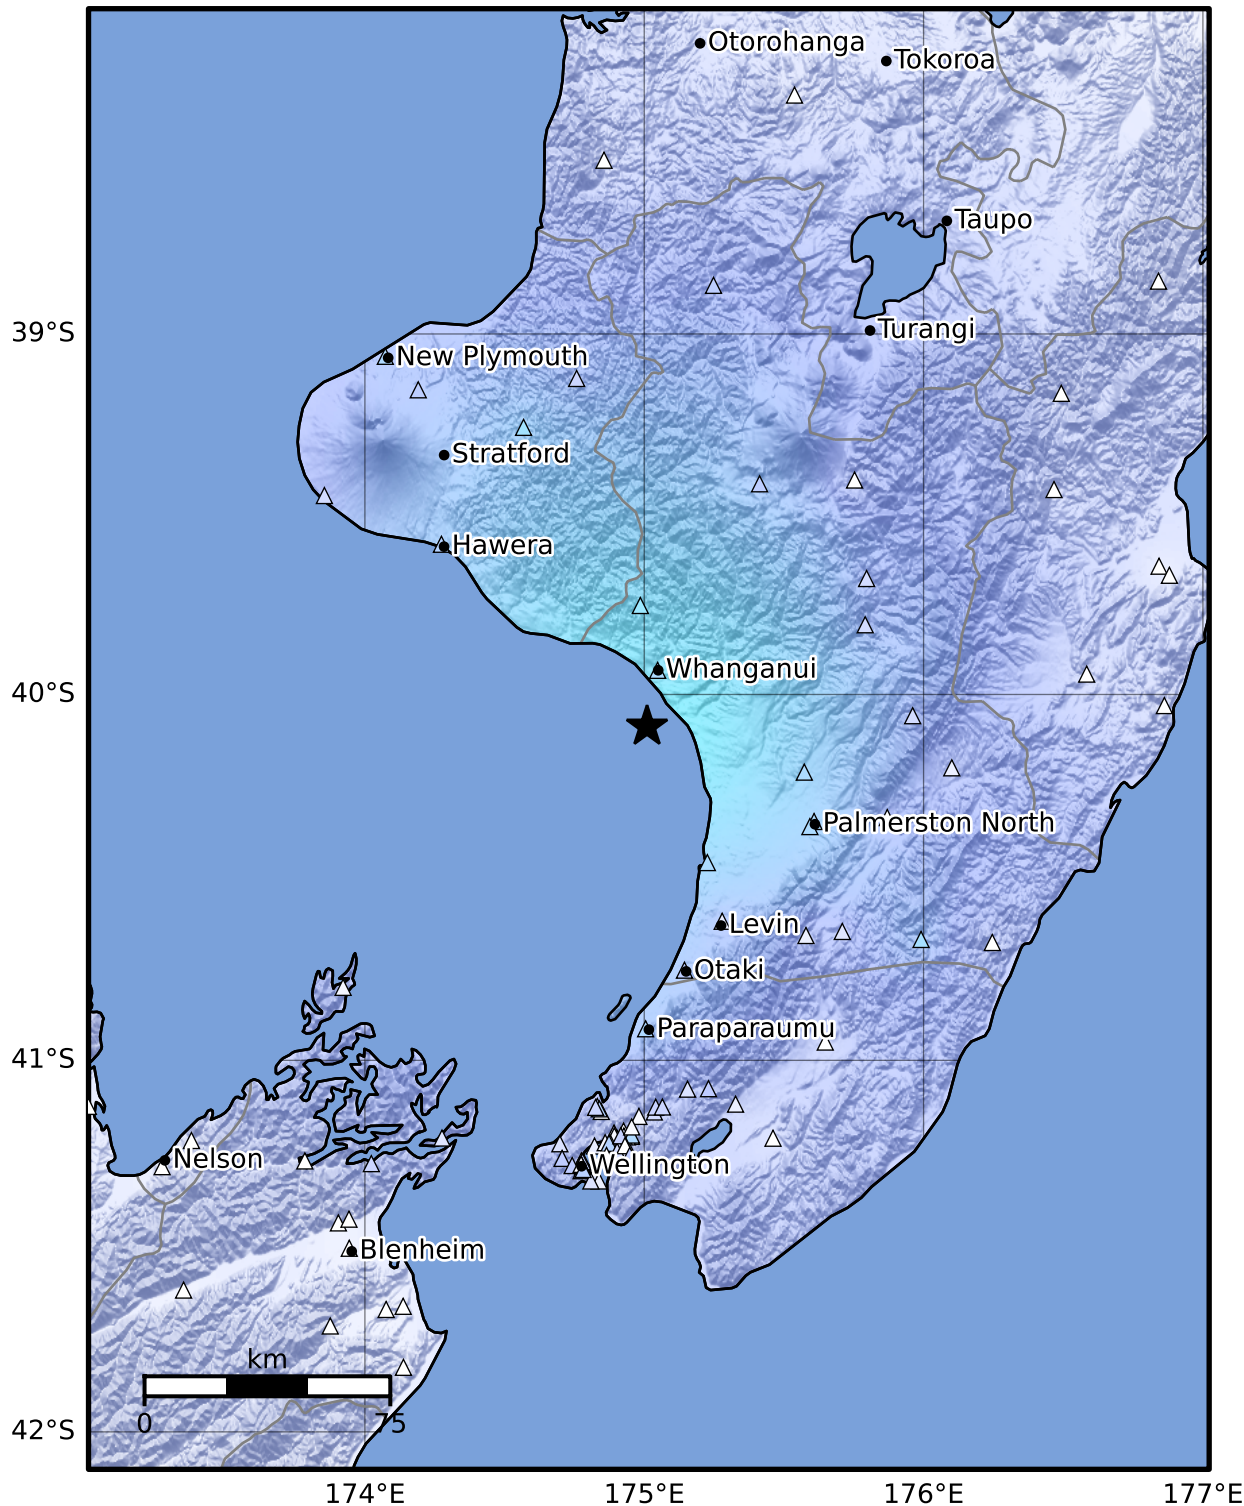 Otorohanga
Tokoroa
Taupo
39°S
Turangi
New Plymouth
Stratford
Hawera
Whanganui
40°S
Palmerston North
Levin
Otaki
Paraparaumu
41°S
Nelson
Wellington
Blenheim
km
0
75
42°S
174°E
175°E
176°E
177°E